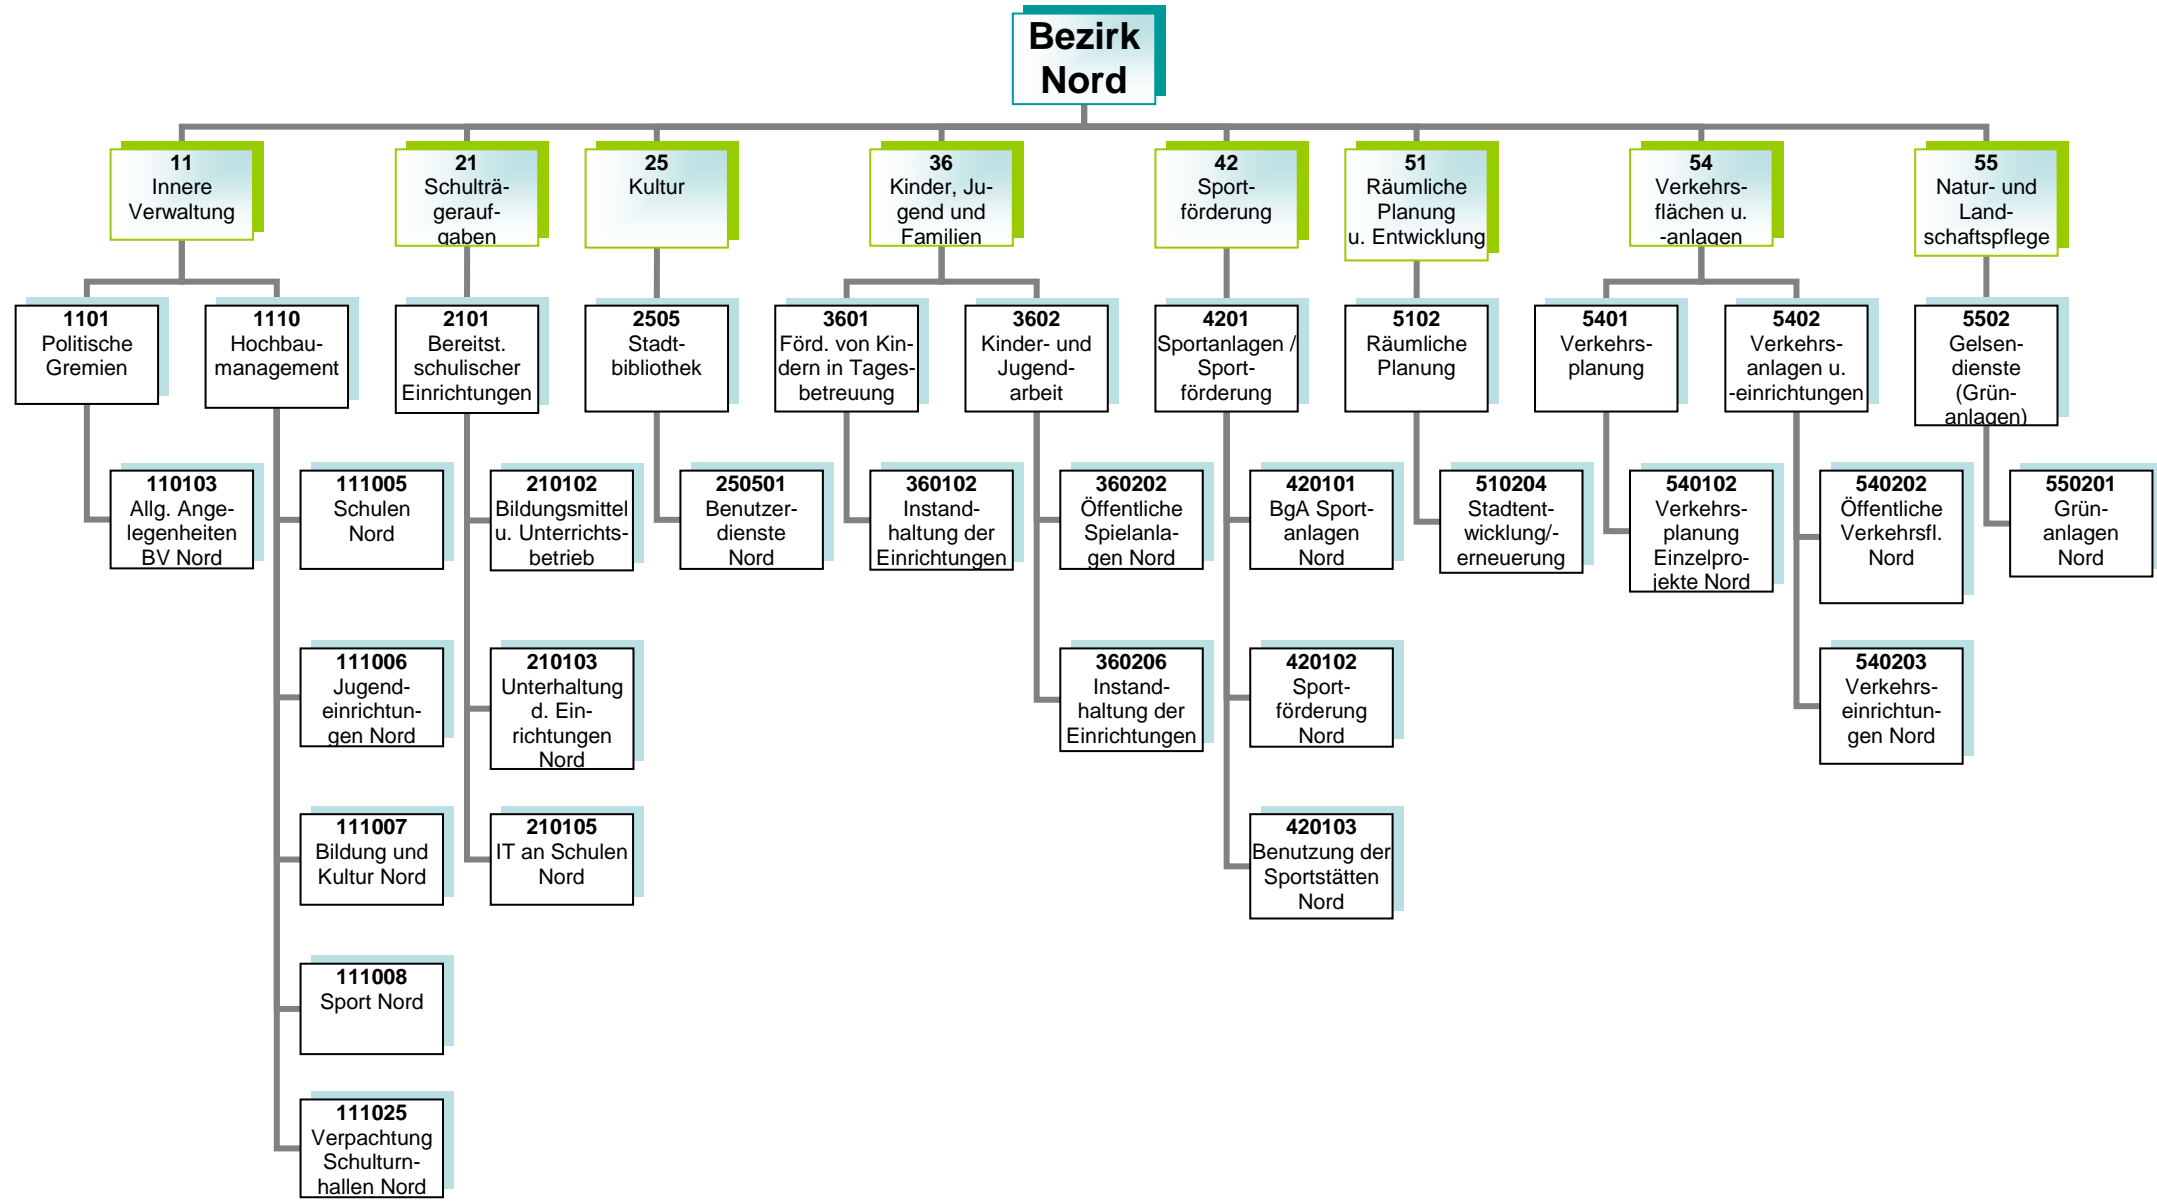 Bezirk
Nord
11
Innere
Verwaltung
21
Schulträ-
gerauf-
gaben
25
Kultur
36
Kinder, Ju-
gend und
Familien
42
Sport-
förderung
51
Räumliche
Planung
u. Entwicklung
54
Verkehrs-
flächen u.
-anlagen
55
Natur- und
Land-
schaftspflege
1101
Politische
Gremien
1110
Hochbau-
management
2101
Bereitst.
schulischer
Einrichtungen
2505
Stadt-
bibliothek
3601
Förd. von Kin-
dern in Tages-
betreuung
3602
Kinder- und
Jugend-
arbeit
4201
Sportanlagen /
Sport-
förderung
5102
Räumliche
Planung
5401
Verkehrs-
planung
5402
Verkehrs-
anlagen u.
-einrichtungen
5502
Gelsen-
dienste
(Grün-
anlagen)
110103
Allg. Ange-
legenheiten
BV Nord
111005
Schulen
Nord
210102
Bildungsmittel
u. Unterrichts-
betrieb
250501
Benutzer-
dienste
Nord
360102
Instand-
haltung der
Einrichtungen
360202
Öffentliche
Spielanla-
gen Nord
420101
BgA Sport-
anlagen
Nord
510204
Stadtent-
wicklung/-
erneuerung
540102
Verkehrs-
planung
Einzelpro-
jekte Nord
540202
Öffentliche
Verkehrsfl.
Nord
550201
Grün-
anlagen
Nord
111006
Jugend-
einrichtun-
gen Nord
210103
Unterhaltung
d. Ein-
richtungen
Nord
360206
Instand-
haltung der
Einrichtungen
420102
Sport-
förderung
Nord
540203
Verkehrs-
einrichtun-
gen Nord
111007
Bildung und
Kultur Nord
210105
IT an Schulen
Nord
420103
Benutzung der
Sportstätten
Nord
111008
Sport Nord
111025
Verpachtung
Schulturn-
hallen Nord